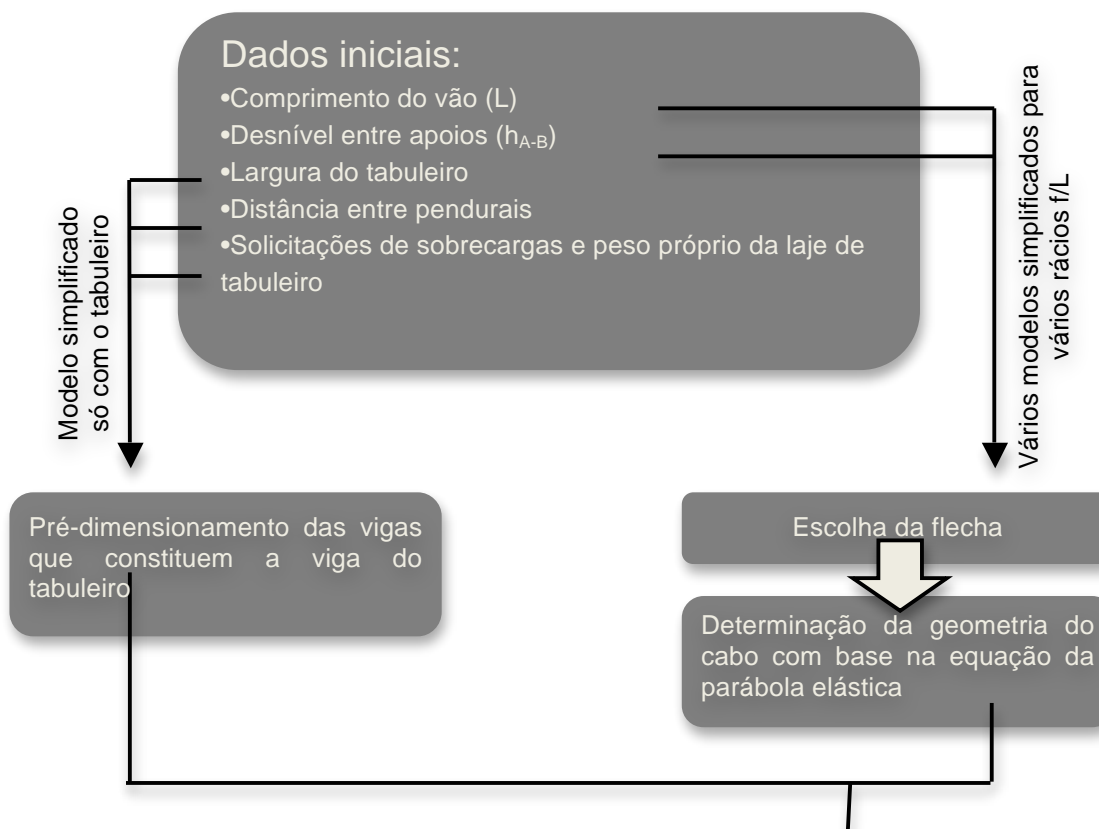 Dados iniciais:
•Comprimento do vão (L)
•Desnível entre apoios (hA-B)
•Largura do tabuleiro
•Distância entre pendurais
•Solicitações de sobrecargas e peso próprio da laje de
tabuleiro
Modelo simplificado
só com o tabuleiro
Vários modelos simplificados para
vários rácios f/L
Pré-dimensionamento das vigas
que constituem a viga do
tabuleiro
Escolha da flecha
Determinação da geometria do
cabo com base na equação da
parábola elástica